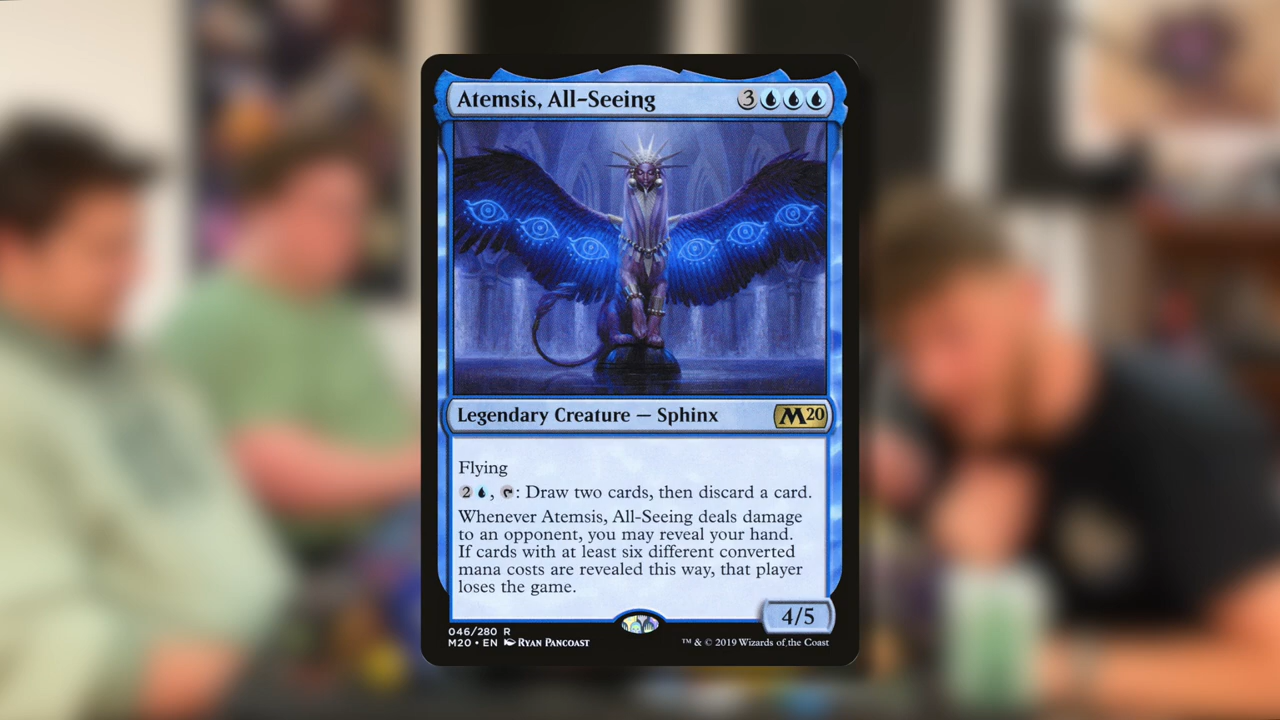 Atemsis, All-Seeing 3
Legendary Creature — Sphinx M20
Flying
2, : Draw two cards, then discard a card.
Whenever Atemsis, All-Seeing deals damage
to an opponent, you may reveal your hand.
If cards with at least six different converted
mana costs are revealed this way, that player
loses the game.
4/5
046/280 R
M20 • EN Ryan Pancoast
™ & © 2019 Wizards of the Coast